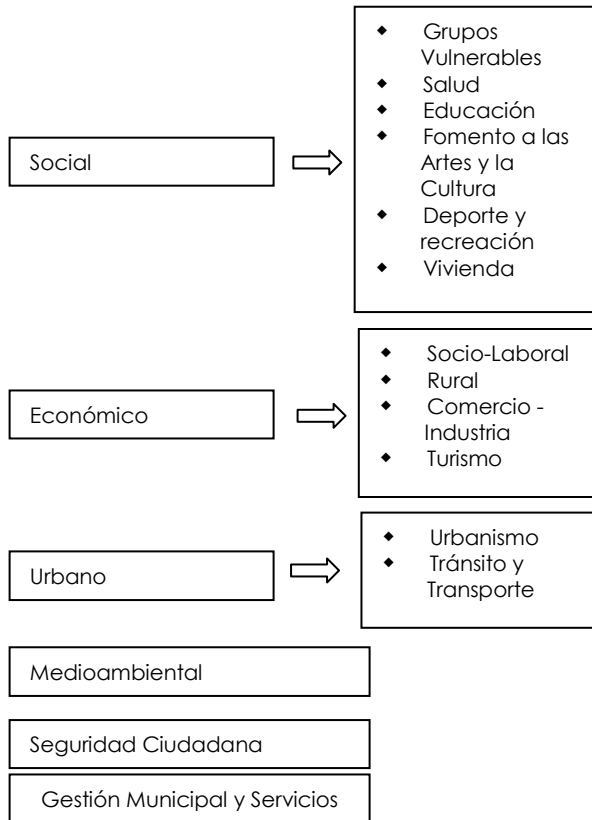 Social
◆ Grupos
Vulnerables
◆ Salud
◆ Educación
◆ Fomento a las
Artes y la
Cultura
◆ Deporte y
recreación
◆ Vivienda
Económico
◆ Socio-Laboral
◆ Rural
◆ Comercio -
Industria
◆ Turismo
Urbano
◆ Urbanismo
◆ Tránsito y
Transporte
Medioambiental
Seguridad Ciudadana
Gestión Municipal y Servicios